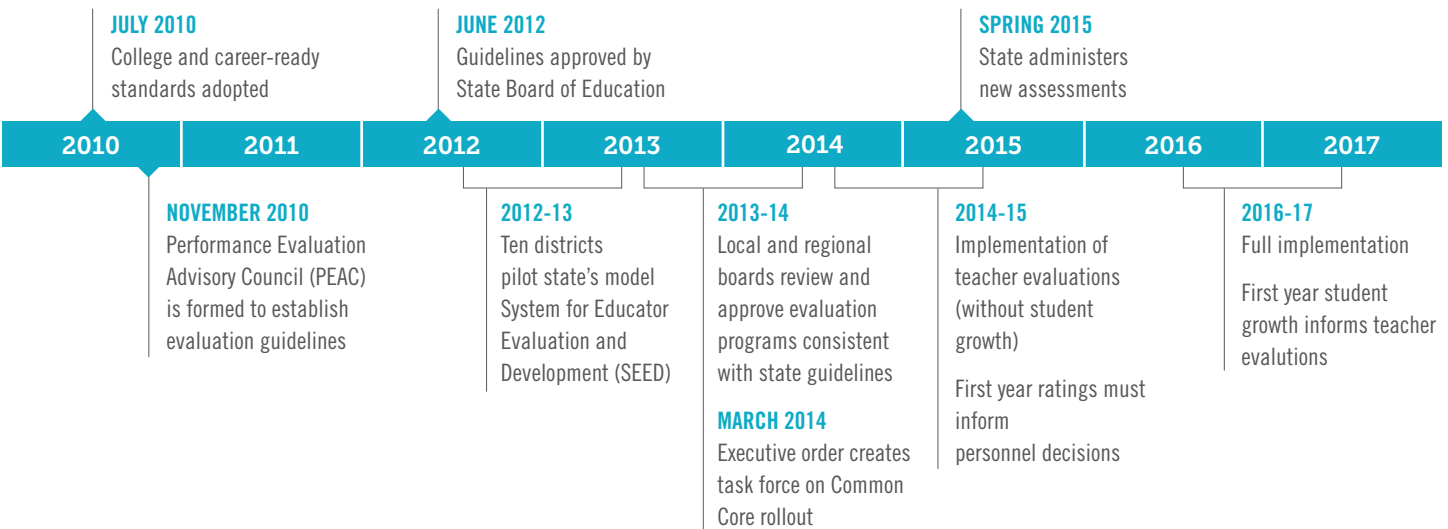 JULY 2010
College and career-ready
standards adopted
JUNE 2012
Guidelines approved by
State Board of Education
SPRING 2015
State administers
new assessments
2010
2011
2012
2013
2014
2015
2016
2017
NOVEMBER 2010
Performance Evaluation
Advisory Council (PEAC)
is formed to establish
evaluation guidelines
2012-13
Ten districts
pilot state’s model
System for Educator
Evaluation and
Development (SEED)
2013-14
Local and regional
boards review and
approve evaluation
programs consistent
with state guidelines
MARCH 2014
Executive order creates
task force on Common
Core rollout
2014-15
Implementation of
teacher evaluations
(without student
growth)
First year ratings must
inform
personnel decisions
2016-17
Full implementation
First year student
growth informs teacher
evalutions